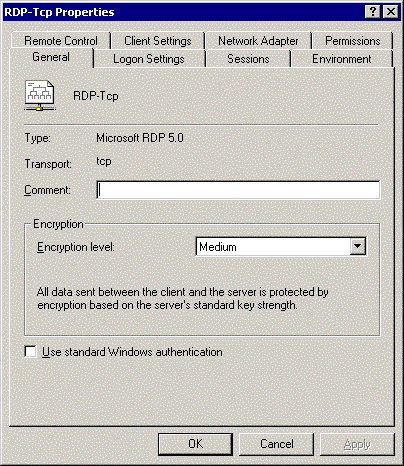 RDP-Tcp Properties
Remote Control
Client Settings
Network Adapter
Permissions
General
Logon Settings
Sessions
Environment
RDP-Tcp
Type: Microsoft RDP 5.0
Transport: tcp
Comment:
Encryption
Encryption level: Medium
All data sent between the client and the server is protected by
encryption based on the server's standard key strength.
Use standard Windows authentication
OK
Cancel
Apply